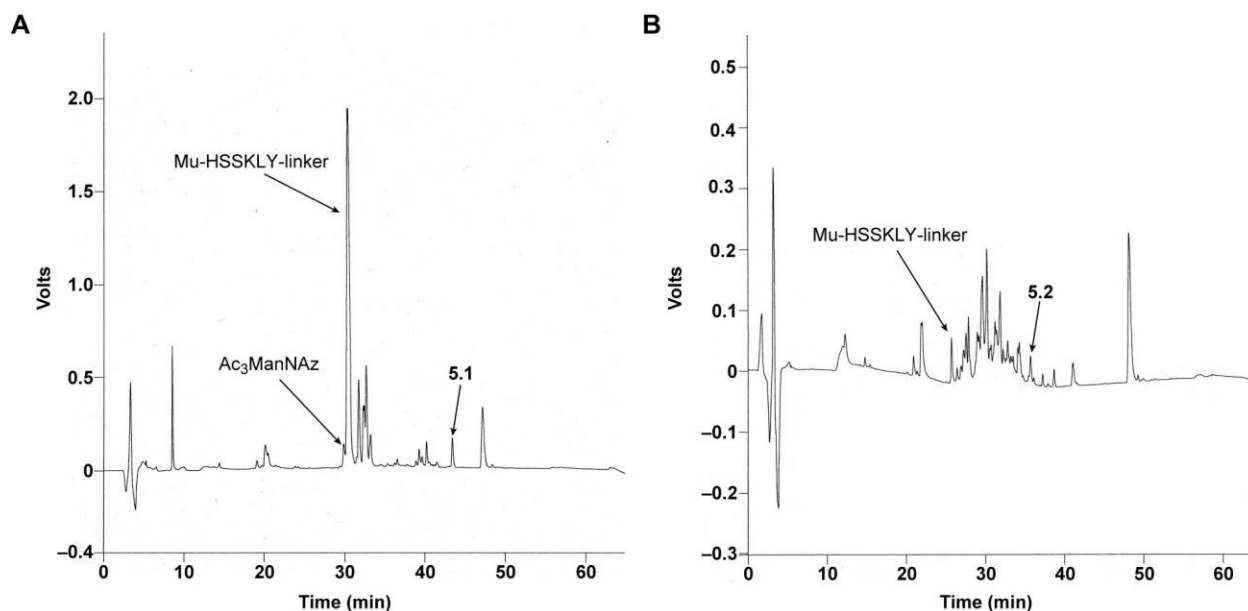 A
2.0
1.5
1.0
0.5
0
–0.4
Volts
0 10 20 30 40 50 60
Time (min)
Mu-HSSKLY-linker
Ac₃ManNAz
5.1
B
0.5
0.4
0.3
0.2
0.1
0
–0.1
–0.2
–0.3
Volts
0 10 20 30 40 50 60
Time (min)
Mu-HSSKLY-linker
5.2